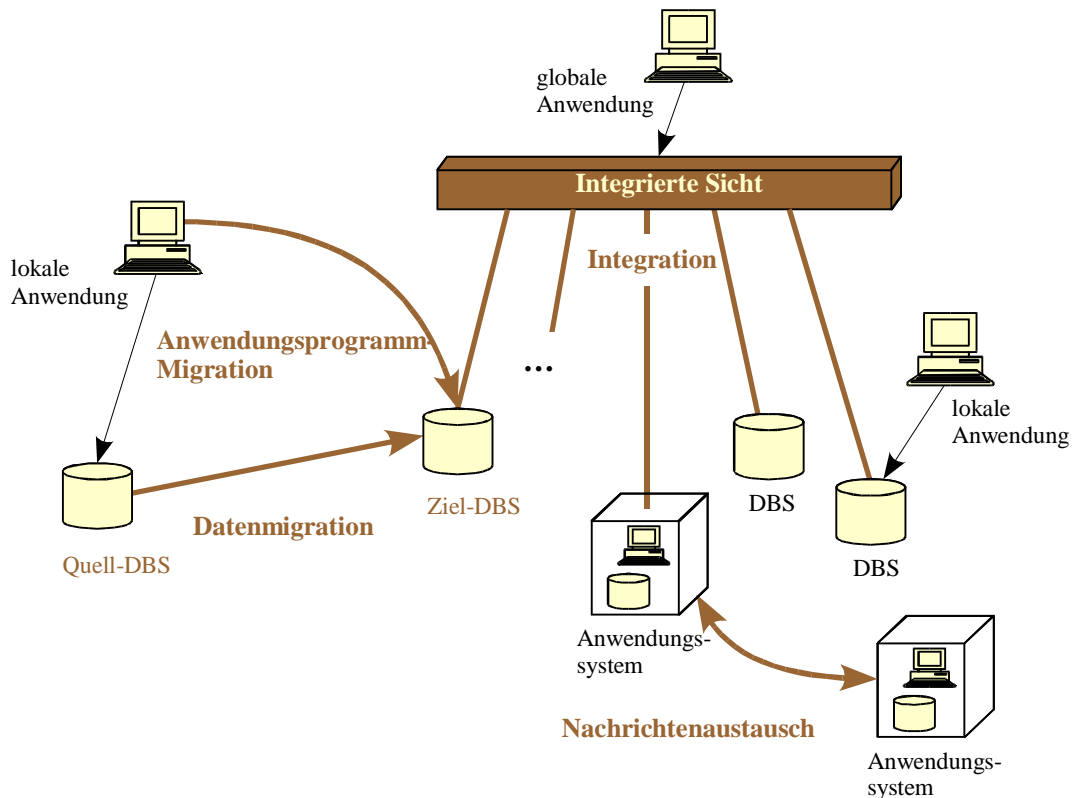 globale
Anwendung
Integrierte Sicht
lokale
Anwendung
Integration
Anwendungsprogramm-
Migration
...
lokale
Anwendung
Ziel-DBS
DBS
Datenmigration
Quell-DBS
DBS
Anwendungs-
system
Nachrichtenaustausch
Anwendungs-
system